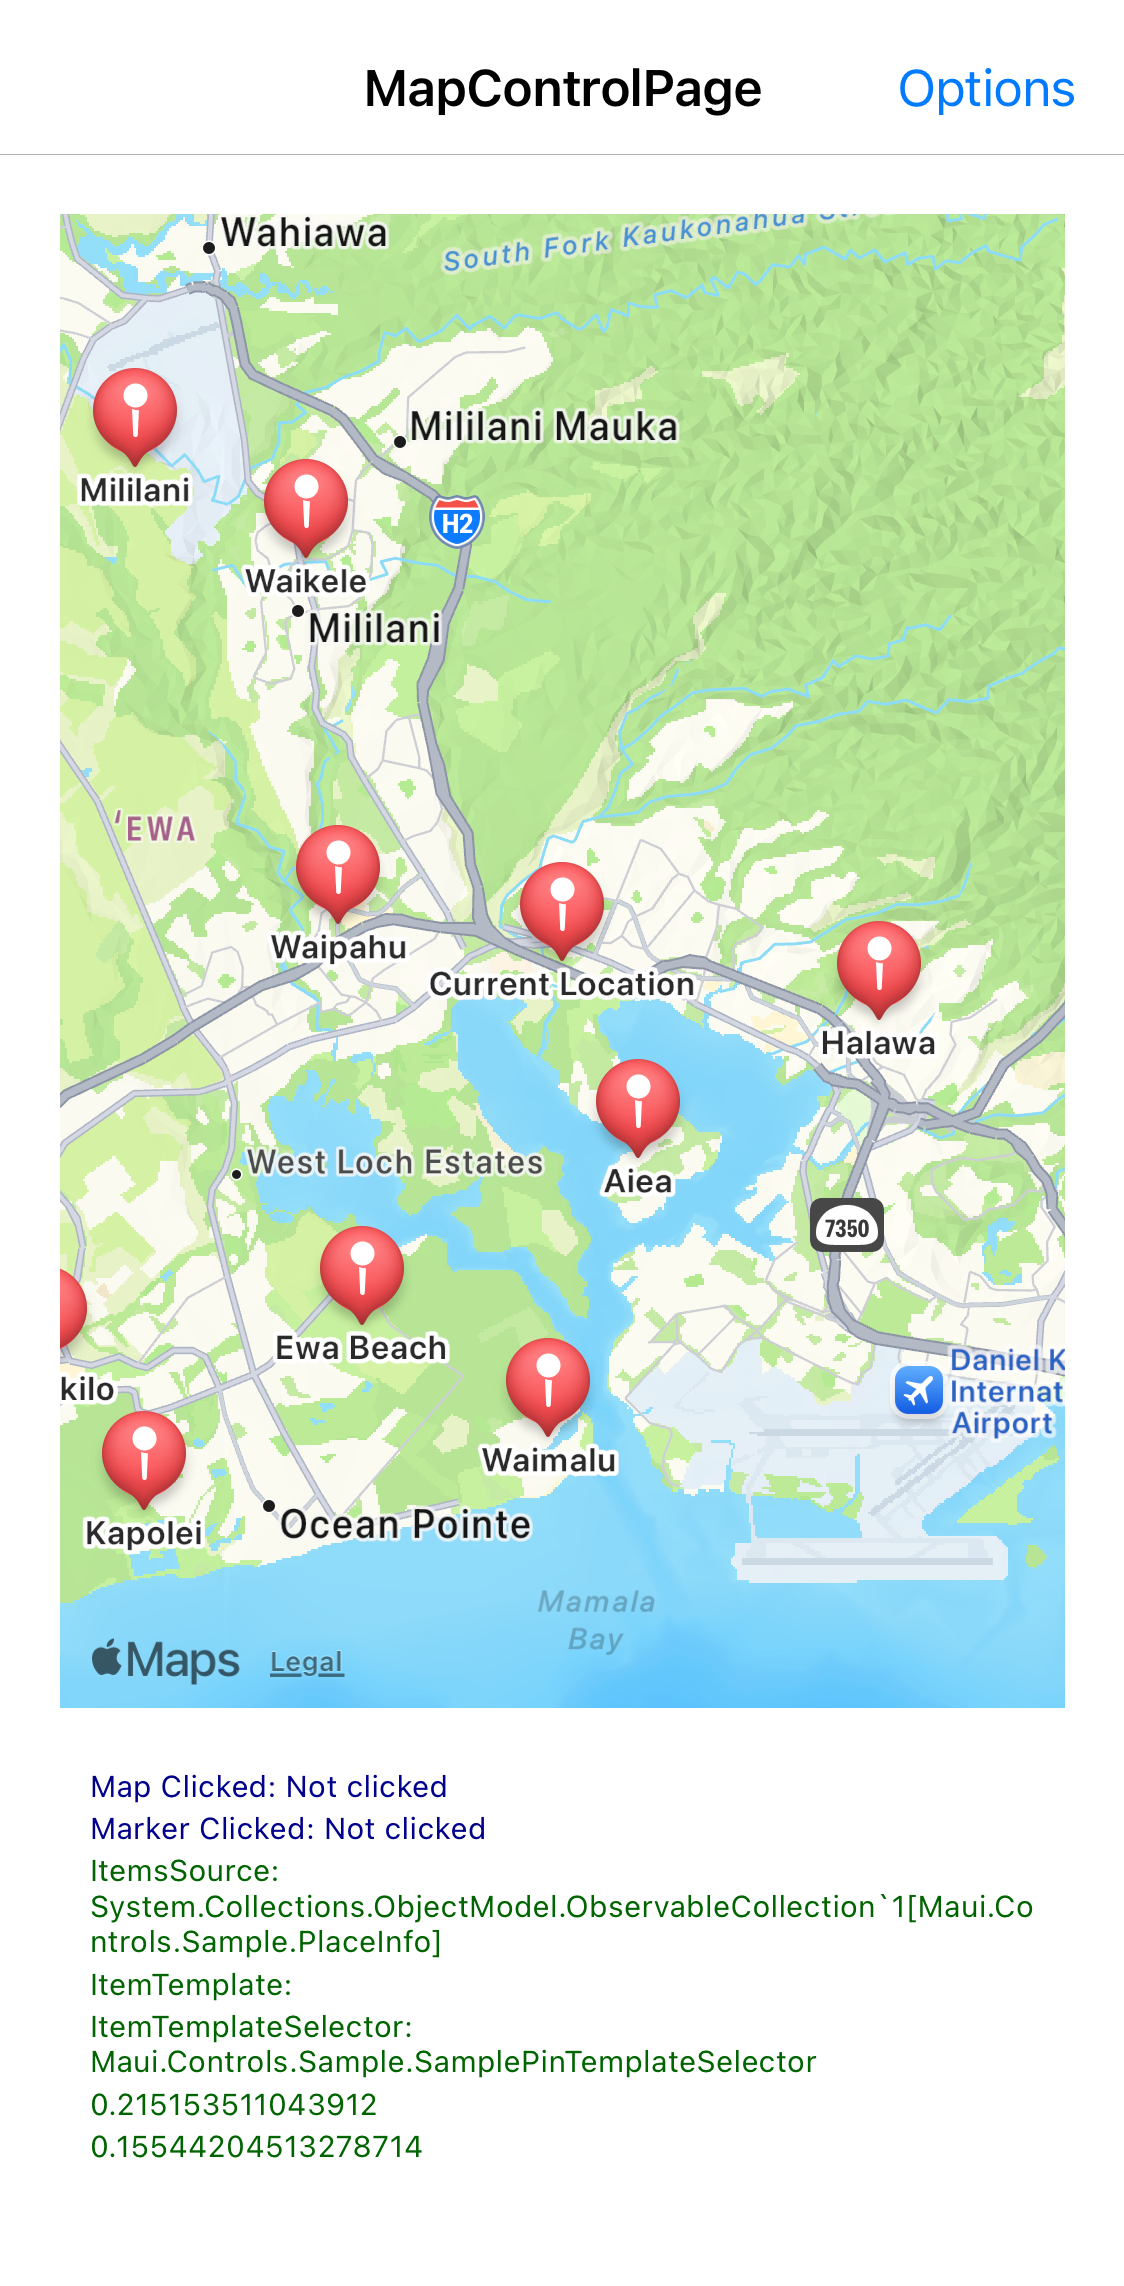 MapControlPage
Options
Wahiawa
South Fork Kaukonahua
Mililani Mauka
Mililani
H2
Waikele
Mililani
ʻEWA
Waipahu
Current Location
Halawa
Aiea
West Loch Estates
7350
Ewa Beach
Daniel K
Internat
Airport
kilo
Waimalu
Kapolei
Ocean Pointe
Mamala
Bay
Maps
Legal
Map Clicked: Not clicked
Marker Clicked: Not clicked
ItemsSource:
System.Collections.ObjectModel.ObservableCollection`1[Maui.Co
ntrols.Sample.PlaceInfo]
ItemTemplate:
ItemTemplateSelector:
Maui.Controls.Sample.SamplePinTemplateSelector
0.215153511043912
0.15544204513278714